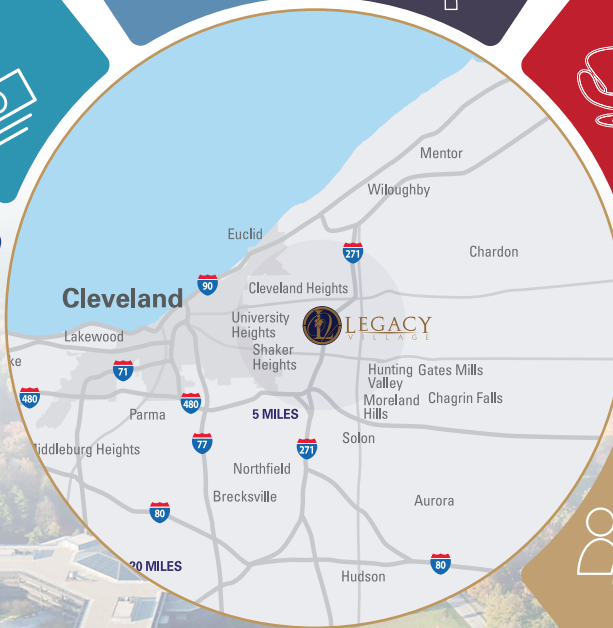 Mentor
Wiloughby
Euclid
271
Chardon
90
Cleveland Heights
Cleveland
University
Heights
LEGACY
VILLAGE
Lakewood
Shaker
Heights
ke
71
Hunting Gates Mills
Valley
480
480
Moreland
Hills
Chagrin Falls
Parma
5 MILES
77
271
Solon
iddleburg Heights
Northfield
Brecksville
80
Aurora
20 MILES
80
Hudson